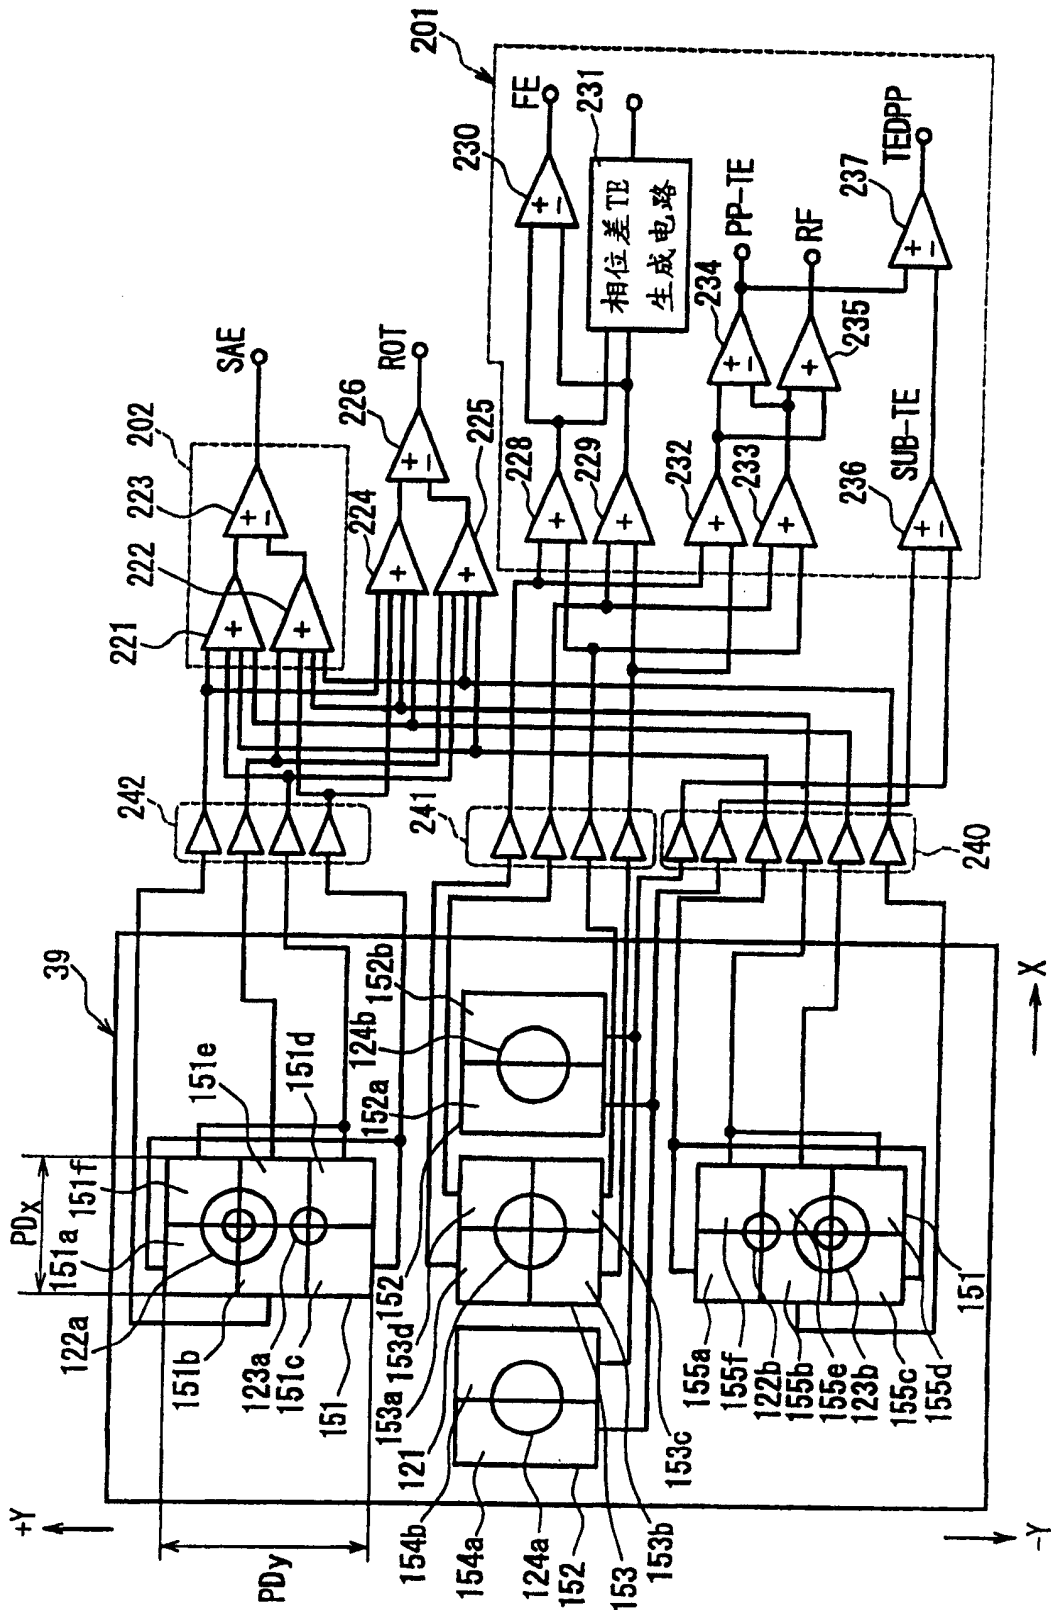 201
FE
230
231
相位差TE
生成电路
PP-TE
234
RF
235
237
TEDPP
SAE
202
223
222
221
ROT
226
224
225
228
229
232
233
SUB-TE
236
242
241
240
39
PDx
151f
151a
122a
151e
151d
151b
123a
151c
151
152b
124b
152a
152
153d
153a
121
154b
154a
124a
152
153
153b
153c
155a
155f
122b
155b
155e
123b
155c
155d
151
+Y
PDy
-Y
X